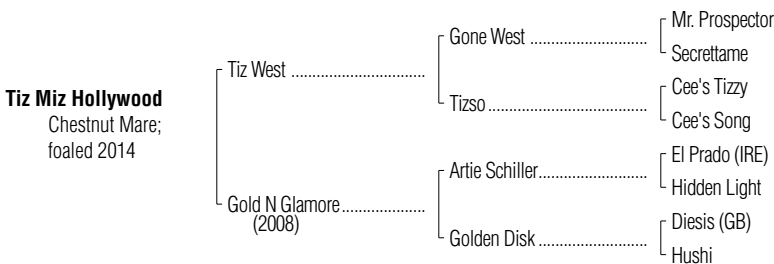 Tiz Miz Hollywood
Chestnut Mare;
foaled 2014
Tiz West ..............................
Gold N Glamore.....................
(2008)
Gone West ...........................
Tizso.....................................
Artie Schiller..........................
Golden Disk .........................
Mr. Prospector
Secrettame
Cee's Tizzy
Cee's Song
El Prado (IRE)
Hidden Light
Diesis (GB)
Hushi